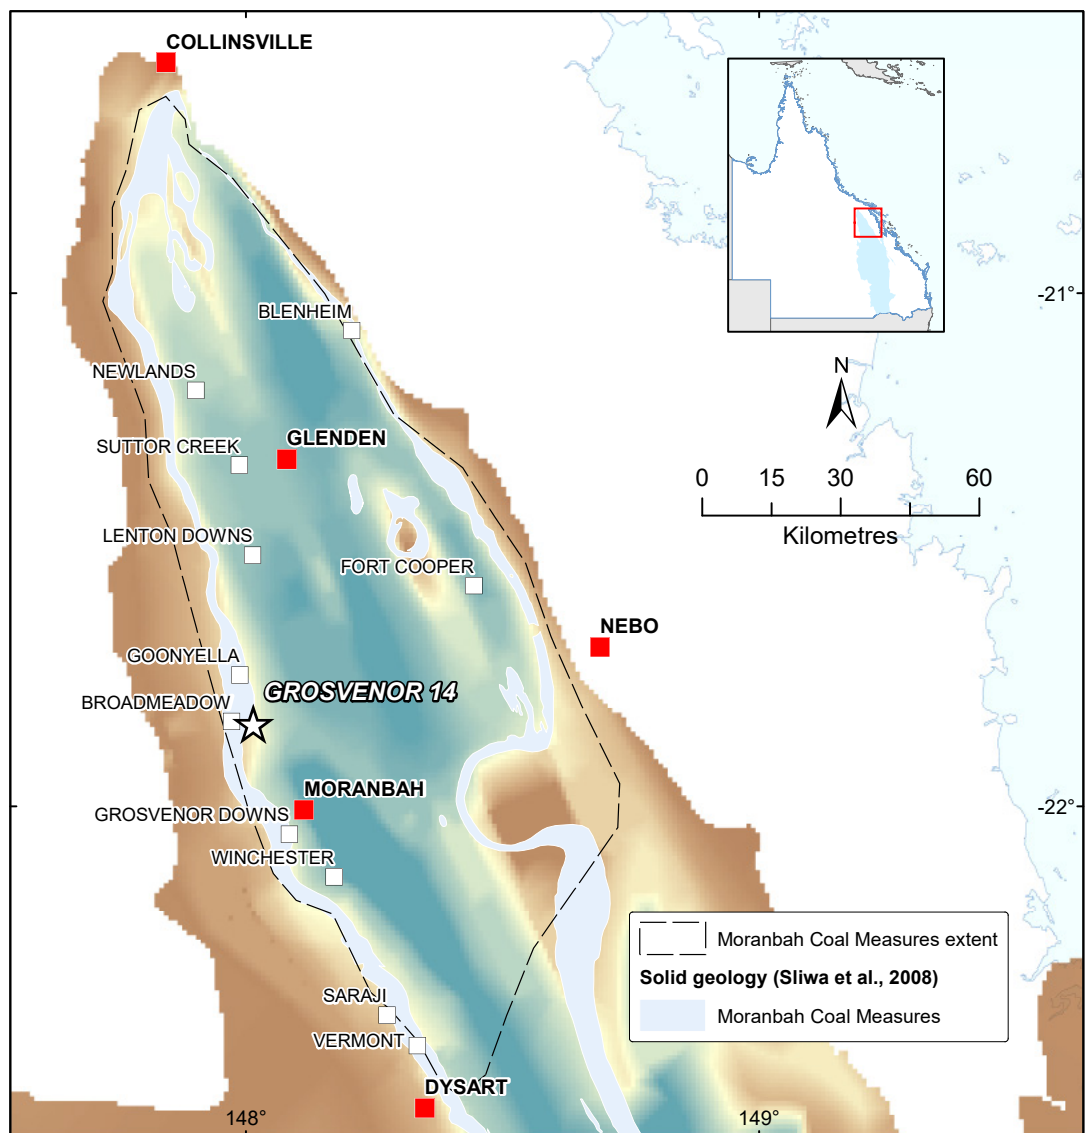 COLLINSVILLE
-21°
BLENHEIM
NEWLANDS
N
GLENDEN
SUTTOR CREEK
0 15 30 60
Kilometres
LENTON DOWNS
FORT COOPER
NEBO
GOONYELLA
GROSVENOR 14
BROADMEADOW
MORANBAH
-22°
GROSVENOR DOWNS
WINCHESTER
Moranbah Coal Measures extent
Solid geology (Sliwa et al., 2008)
Moranbah Coal Measures
SARAJI
VERMONT
DYSART
148° 149°